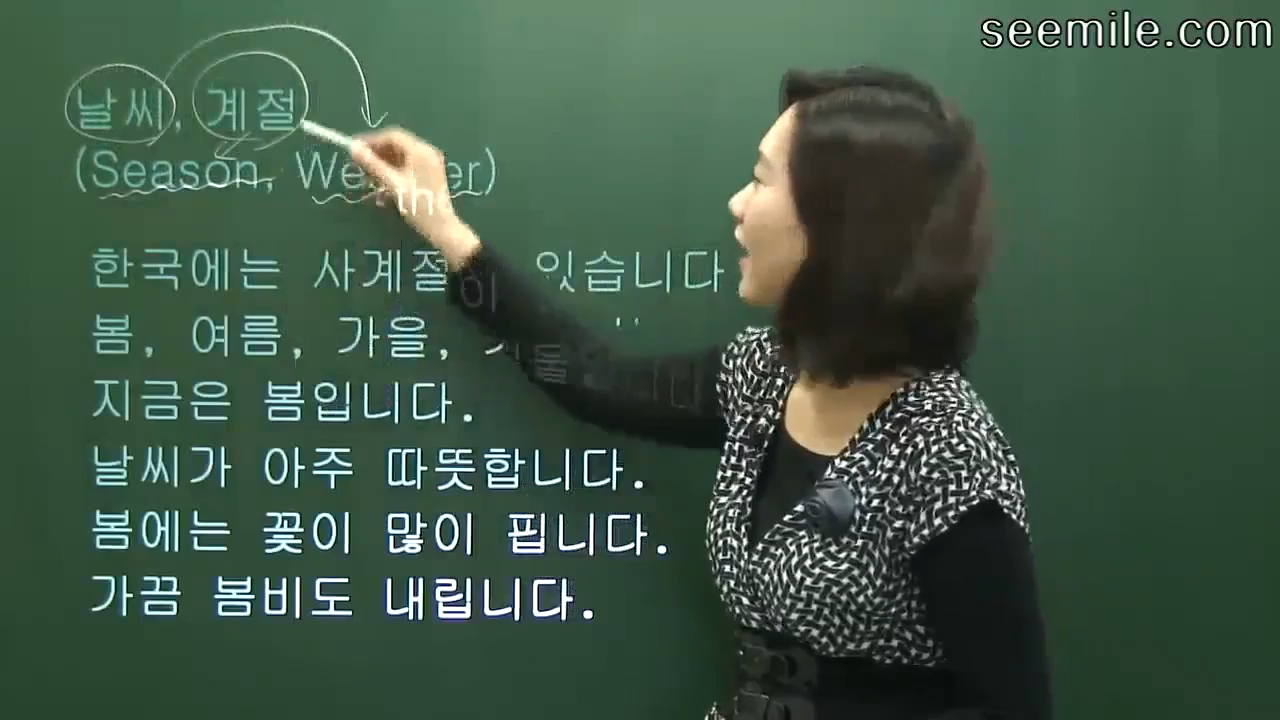 seemile.com
날씨, 계절
(Season, Weather)
한국에는 사계절이 있습니다
봄, 여름, 가을,
지금은 봄입니다.
날씨가 아주 따뜻합니다.
봄에는 꽃이 많이 핍니다.
가끔 봄비도 내립니다.